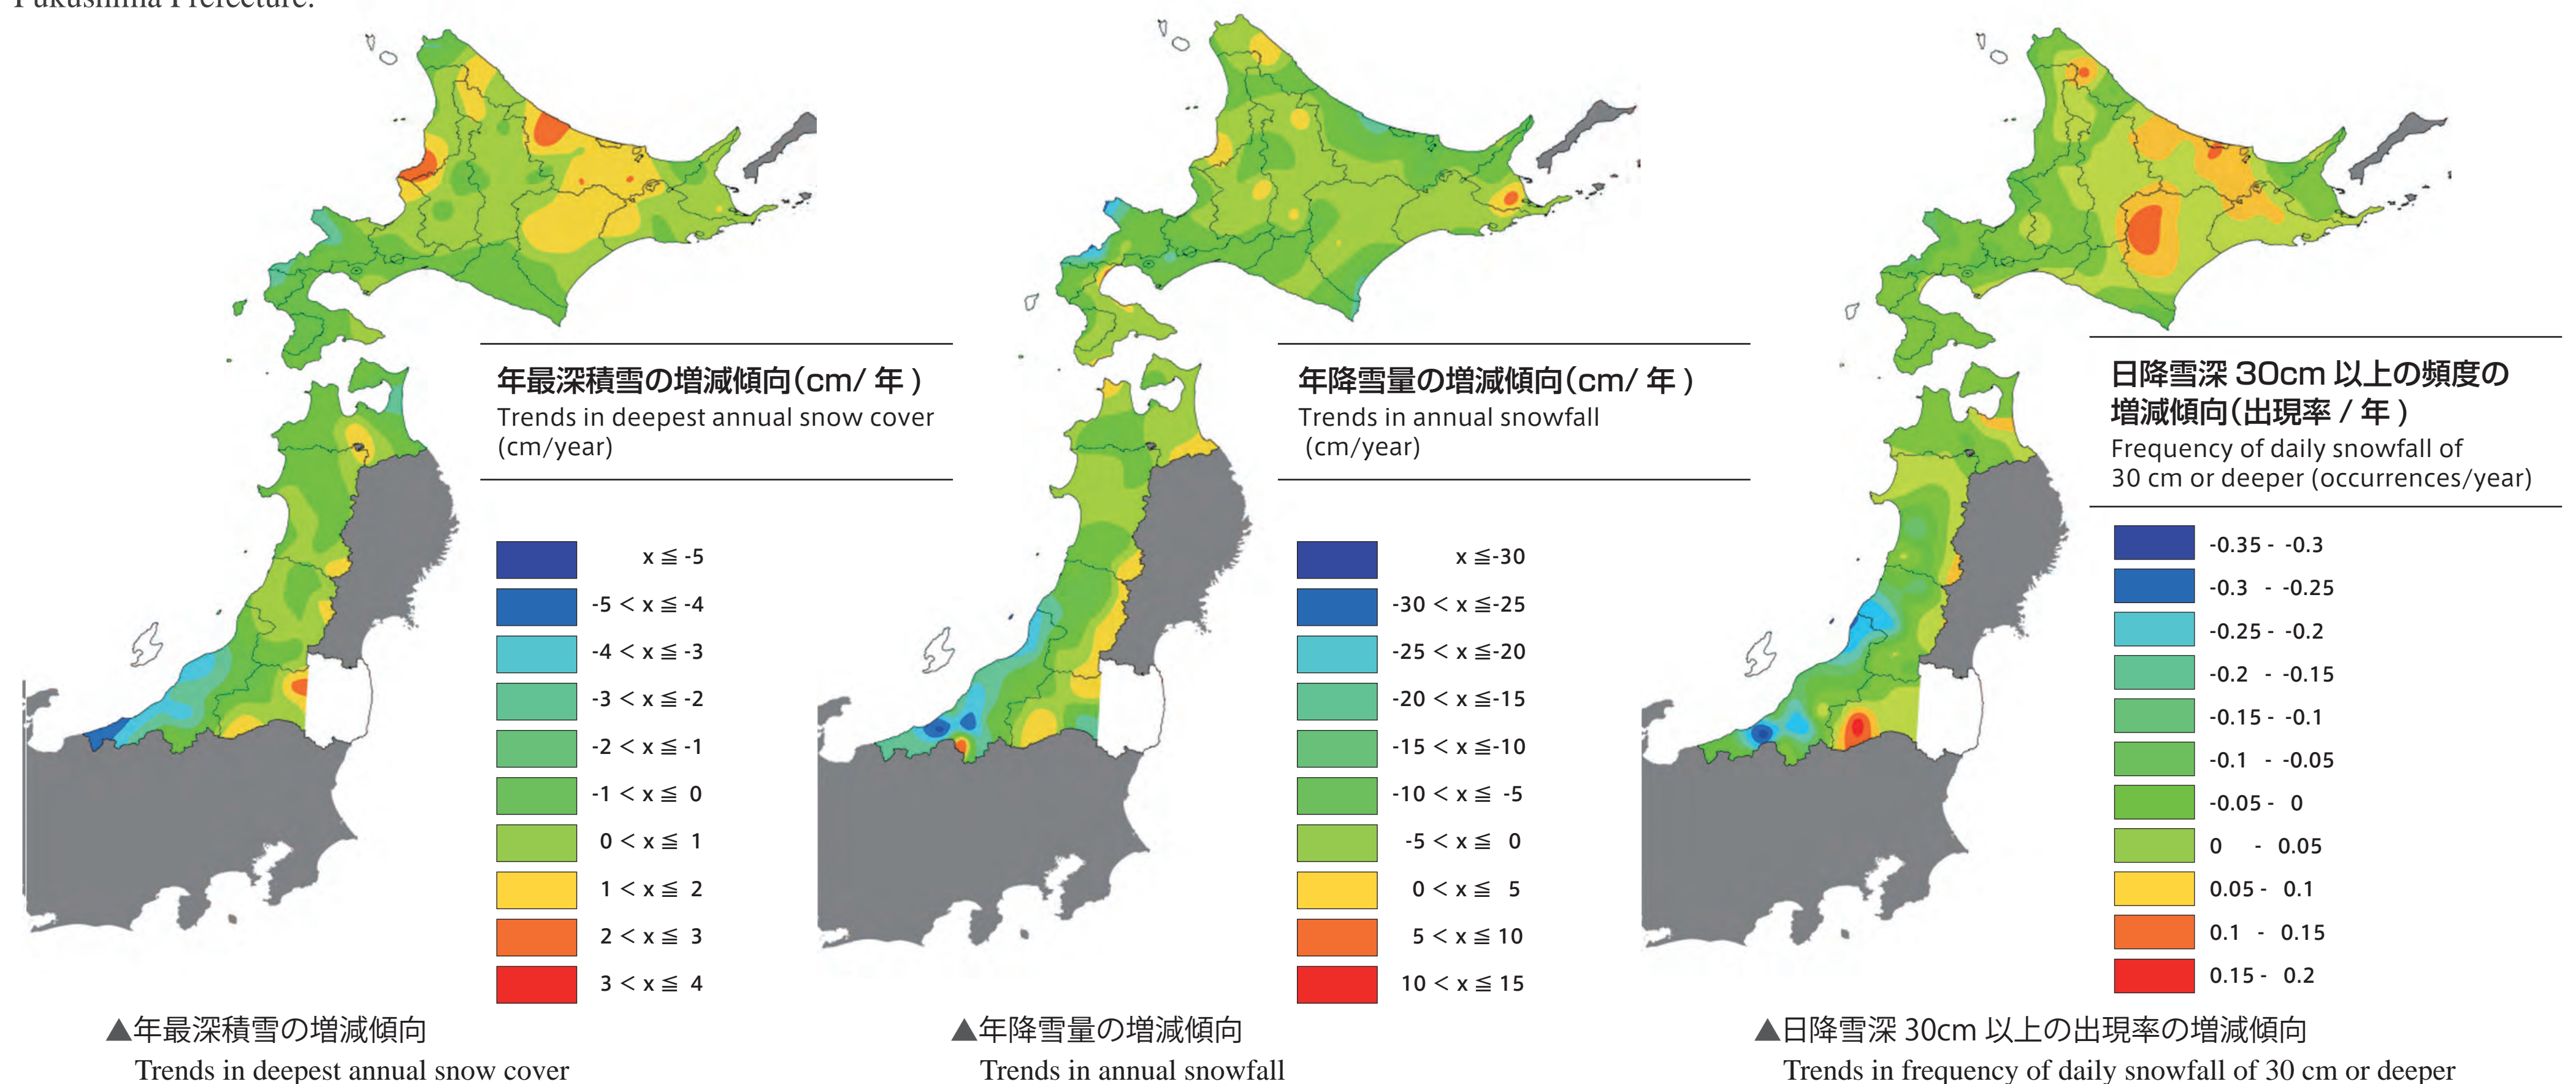 Fukushima Prefecture.
年最深積雪の増減傾向(cm/ 年 )
Trends in deepest annual snow cover
(cm/year)
x ≦ -5
-5 < x ≦ -4
-4 < x ≦ -3
-3 < x ≦ -2
-2 < x ≦ -1
-1 < x ≦ 0
0 < x ≦ 1
1 < x ≦ 2
2 < x ≦ 3
3 < x ≦ 4
▲年最深積雪の増減傾向
Trends in deepest annual snow cover
年降雪量の増減傾向(cm/ 年 )
Trends in annual snowfall
(cm/year)
x ≦-30
-30 < x ≦-25
-25 < x ≦-20
-20 < x ≦-15
-15 < x ≦-10
-10 < x ≦ -5
-5 < x ≦ 0
0 < x ≦ 5
5 < x ≦ 10
10 < x ≦ 15
▲年降雪量の増減傾向
Trends in annual snowfall
日降雪深 30cm 以上の頻度の
増減傾向(出現率 / 年 )
Frequency of daily snowfall of
30 cm or deeper (occurrences/year)
-0.35 - -0.3
-0.3 - -0.25
-0.25 - -0.2
-0.2 - -0.15
-0.15 - -0.1
-0.1 - -0.05
-0.05 - 0
0 - 0.05
0.05 - 0.1
0.1 - 0.15
0.15 - 0.2
▲日降雪深 30cm 以上の出現率の増減傾向
Trends in frequency of daily snowfall of 30 cm or deeper